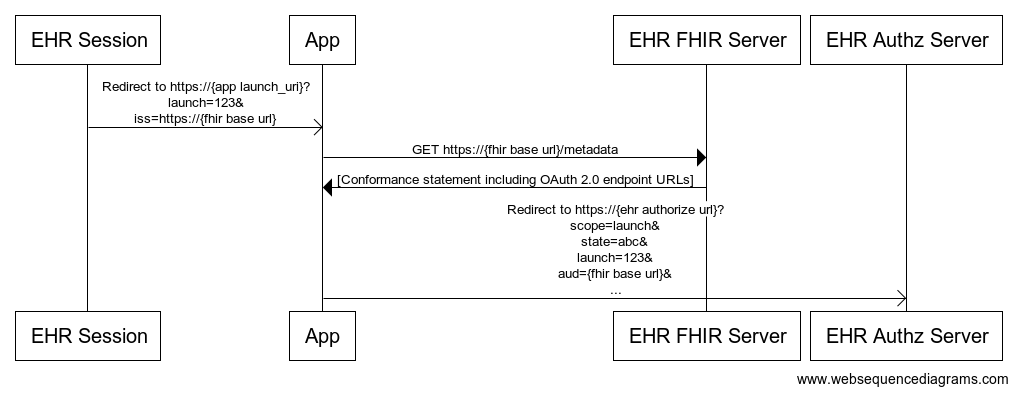 EHR Session
App
EHR FHIR Server
EHR Authz Server
Redirect to https://{app launch_uri}?
launch=123&
iss=https://{fhir base url}
GET https://{fhir base url}/metadata
[Conformance statement including OAuth 2.0 endpoint URLs]
Redirect to https://{ehr authorize url}?
scope=launch&
state=abc&
launch=123&
aud={fhir base url}&
...
EHR Session
App
EHR FHIR Server
EHR Authz Server
www.websequencediagrams.com